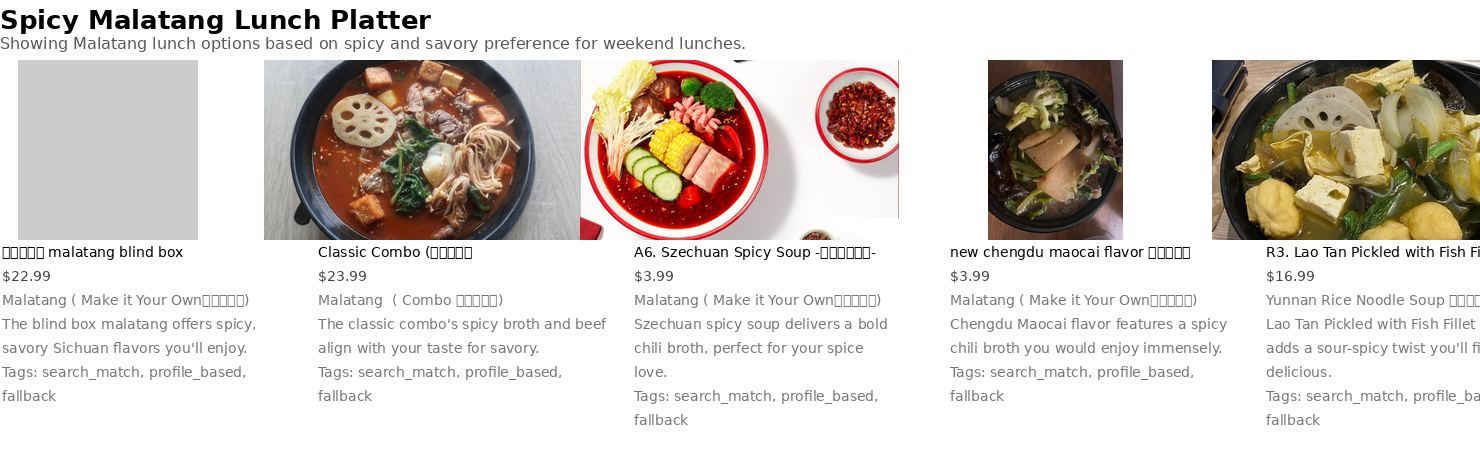 Spicy Malatang Lunch Platter
Showing Malatang lunch options based on spicy and savory preference for weekend lunches.
malatang blind box
$22.99
Malatang ( Make it Your Own)
The blind box malatang offers spicy,
savory Sichuan flavors you'll enjoy.
Tags: search_match, profile_based,
fallback
Classic Combo (
$23.99
Malatang  ( Combo )
The classic combo's spicy broth and beef
align with your taste for savory.
Tags: search_match, profile_based,
fallback
A6. Szechuan Spicy Soup --
$3.99
Malatang ( Make it Your Own)
Szechuan spicy soup delivers a bold
chili broth, perfect for your spice
love.
Tags: search_match, profile_based,
fallback
new chengdu maocai flavor
$3.99
Malatang ( Make it Your Own)
Chengdu Maocai flavor features a spicy
chili broth you would enjoy immensely.
Tags: search_match, profile_based,
fallback
R3. Lao Tan Pickled with Fish
$16.99
Yunnan Rice Noodle Soup
Lao Tan Pickled with Fish Fillet
adds a sour-spicy twist you'll
delicious.
Tags: search_match,
fallback